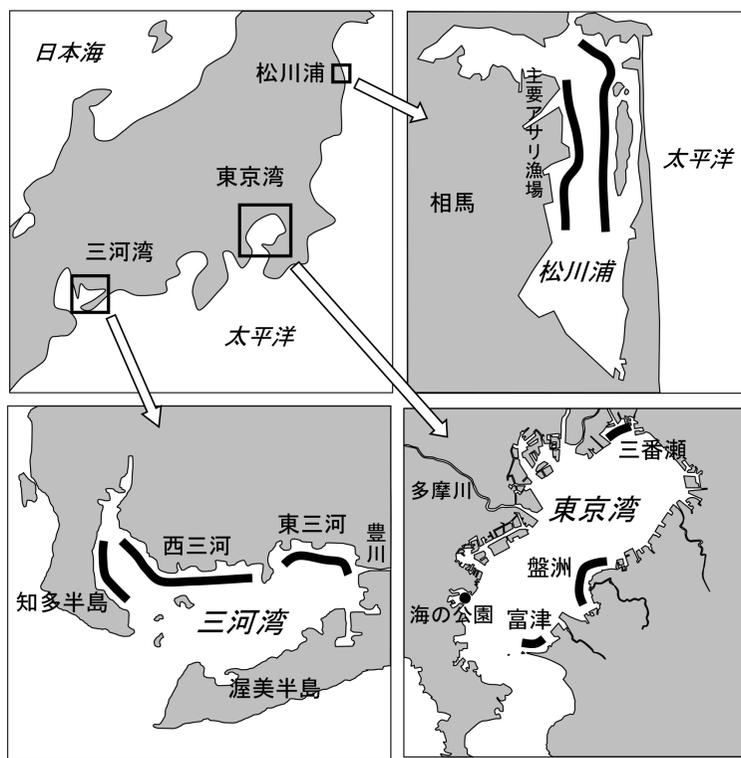 日本海
松川浦
東京湾
三河湾
太平洋
主要アサリ漁場
太平洋
相馬
松川浦
豊川
東三河
西三河
知多半島
三河湾
渥美半島
三番瀬
多摩川
東京湾
盤洲
海の公園
富津